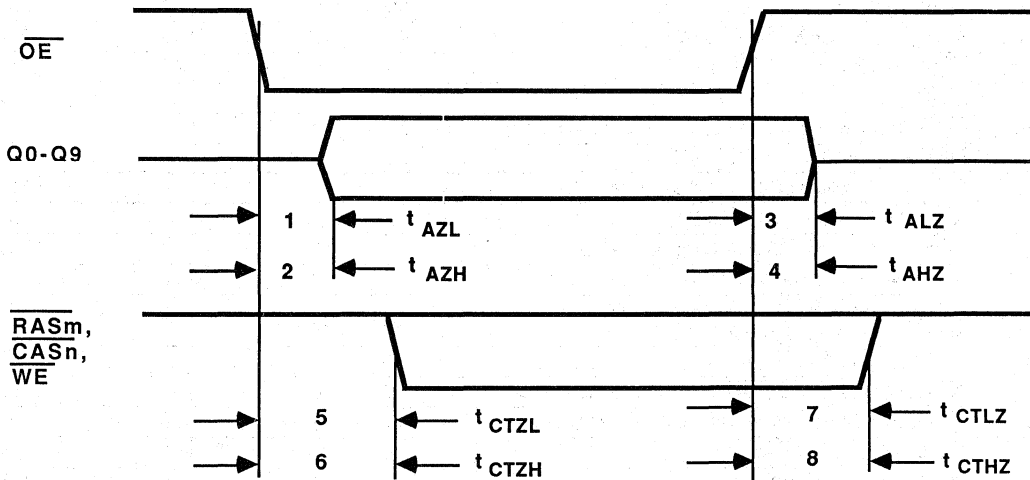 OE
Q0-Q9
1 t AZL 3 t ALZ
2 t AZH 4 t AHZ
RASm,
CASn,
WE
5 t CTZL 7 t CTLZ
6 t CTZH 8 t CTHZ